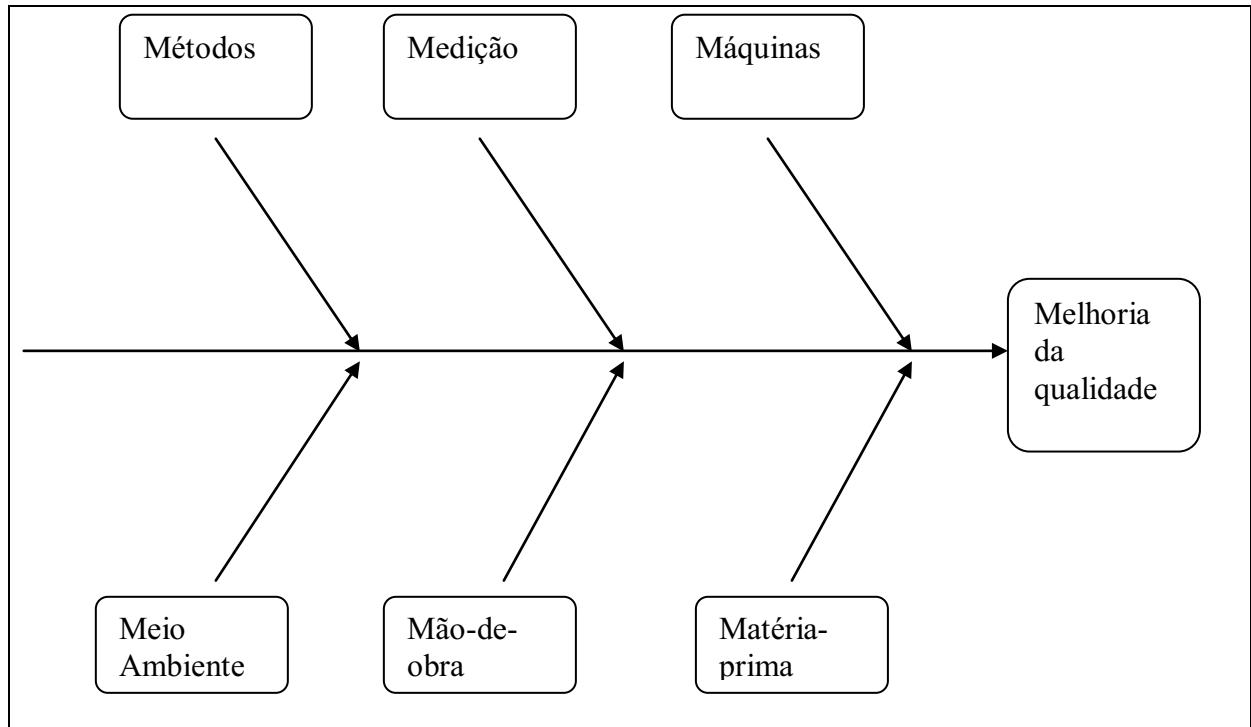 Métodos
Medição
Máquinas
Melhoria
da
qualidade
Meio
Ambiente
Mão-de-
obra
Matéria-
prima